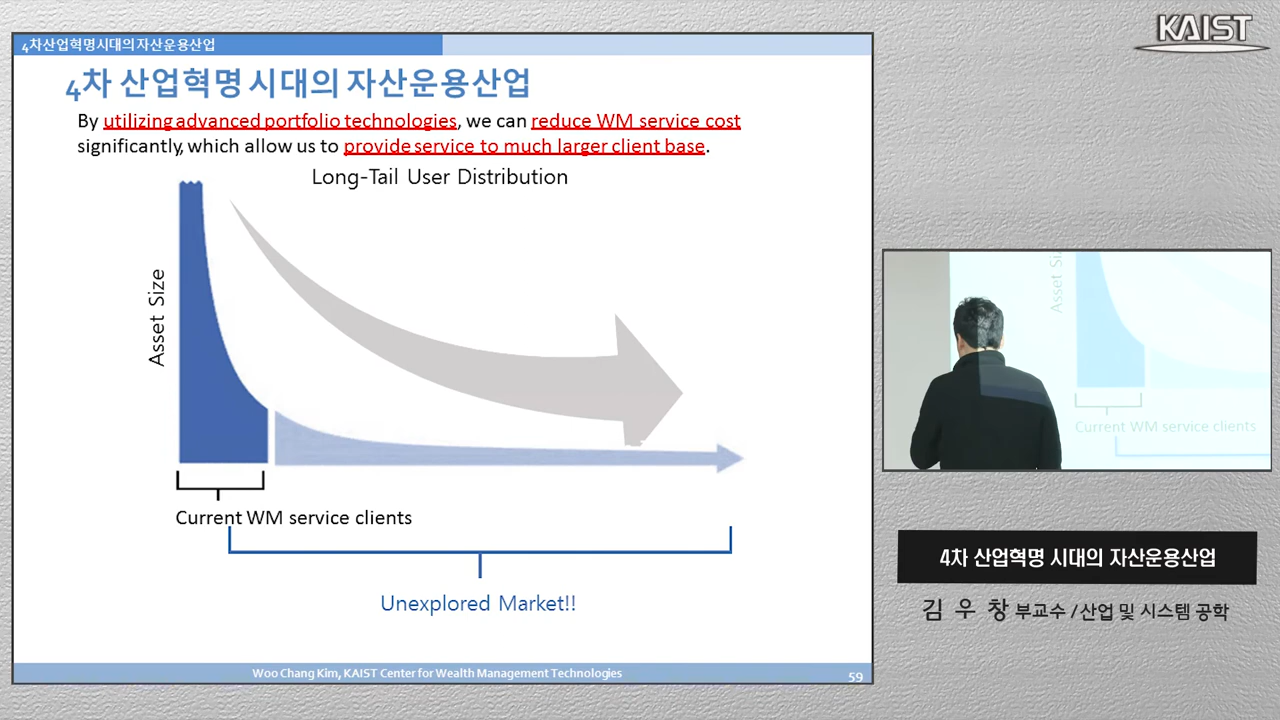 4차산업혁명시대의자산운용산업
KAIST
4차 산업혁명 시대의 자산운용산업
By utilizing advanced portfolio technologies, we can reduce WM service cost
significantly, which allow us to provide service to much larger client base.
Long-Tail User Distribution
Asset Size
Current WM service clients
Unexplored Market!!
Woo Chang Kim, KAIST Center for Wealth Management Technologies
59
Asset Si
Current WM service clients
4차 산업혁명 시대의 자산운용산업
김 우 창 부교수 / 산업 및 시스템 공학